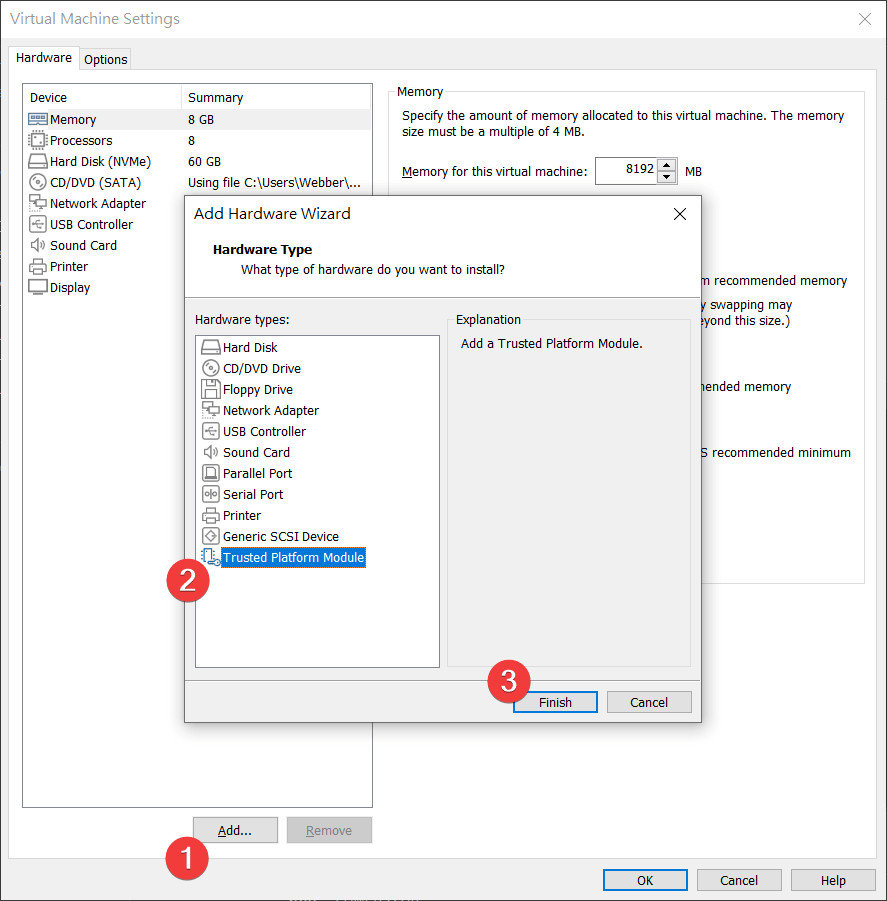 Virtual Machine Settings
Hardware
Options
Device Summary
Memory 8 GB
Processors 8
Hard Disk (NVMe) 60 GB
CD/DVD (SATA) Using file C:\Users\Webber\...
Network Adapter
USB Controller
Sound Card
Printer
Display
Memory
Specify the amount of memory allocated to this virtual machine. The memory
size must be a multiple of 4 MB.
Memory for this virtual machine: 8192 MB
m recommended memory
y swapping may
eyond this size.)
ended memory
S recommended minimum
Add Hardware Wizard
Hardware Type
What type of hardware do you want to install?
Hardware types:
Hard Disk
CD/DVD Drive
Floppy Drive
Network Adapter
USB Controller
Sound Card
Parallel Port
Serial Port
Printer
Generic SCSI Device
Trusted Platform Module
2
Explanation
Add a Trusted Platform Module.
3
Finish
Cancel
Add...
Remove
1
OK
Cancel
Help